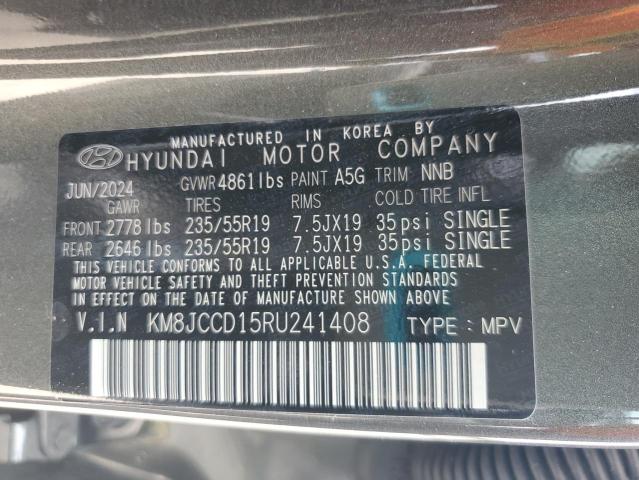 MANUFACTURED IN KOREA BY
HYUNDAI MOTOR COMPANY
JUN/2024 GVWR 4861lbs PAINT A5G TRIM NNB
GAWR TIRES RIMS COLD TIRE INFL
FRONT 2778lbs 235/55R19 7.5JX19 35psi SINGLE
REAR 2646lbs 235/55R19 7.5JX19 35psi SINGLE
THIS VEHICLE CONFORMS TO ALL APPLICABLE U.S.A. FEDERAL
MOTOR VEHICLE SAFETY, BUMPER, AND THEFT PREVENTION STANDARDS
IN EFFECT ON THE DATE OF MANUFACTURE SHOWN ABOVE.
V.I.N KM8JCCD15RU241408 TYPE : MPV